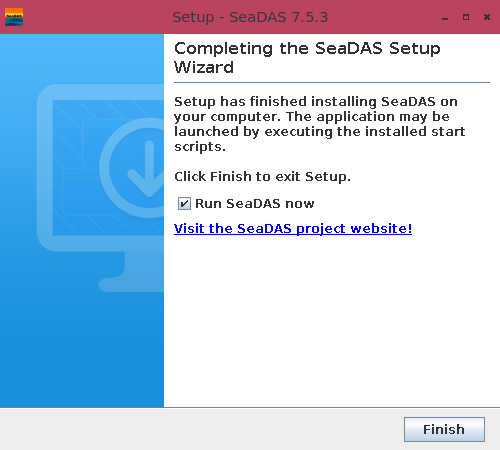 Setup - SeaDAS 7.5.3
Completing the SeaDAS Setup
Wizard
Setup has finished installing SeaDAS on
your computer. The application may be
launched by executing the installed start
scripts.
Click Finish to exit Setup.
Run SeaDAS now
Visit the SeaDAS project website!
Finish